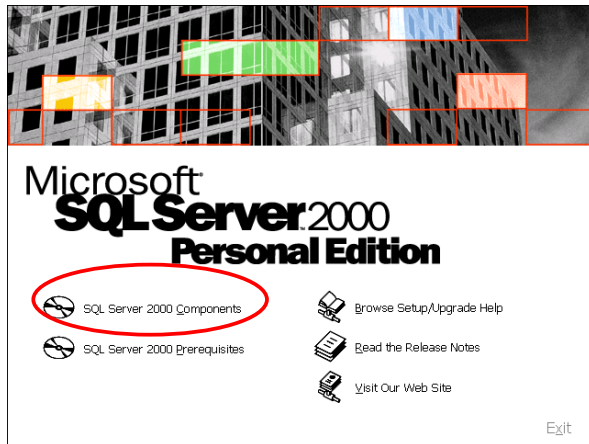 Microsoft
SQL Server 2000
Personal Edition
SQL Server 2000 Components
SQL Server 2000 Prerequisites
Browse Setup/Upgrade Help
Read the Release Notes
Visit Our Web Site
Exit